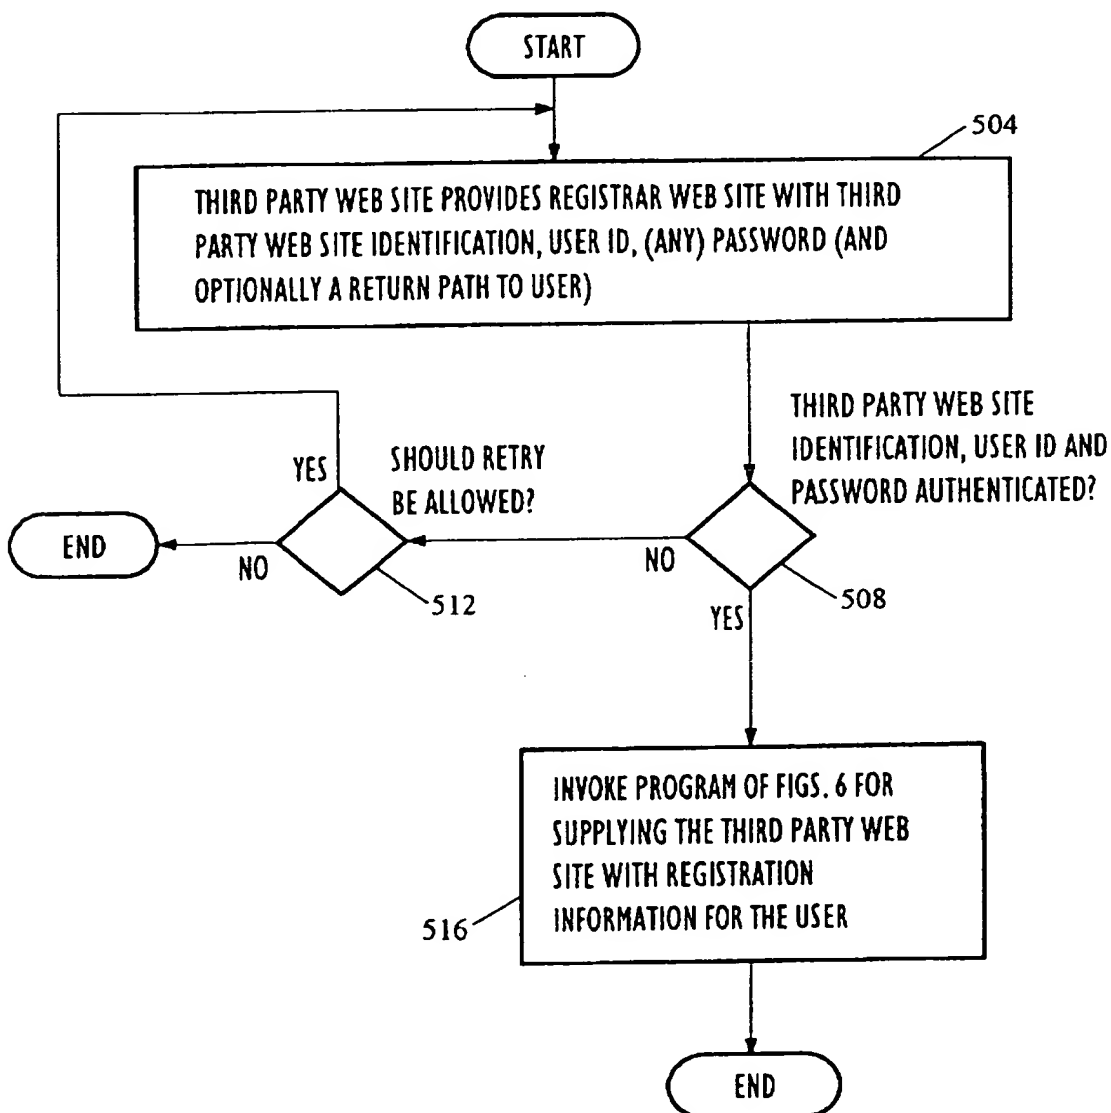 START
504
THIRD PARTY WEB SITE PROVIDES REGISTRAR WEB SITE WITH THIRD
PARTY WEB SITE IDENTIFICATION, USER ID, (ANY) PASSWORD (AND
OPTIONALLY A RETURN PATH TO USER)
THIRD PARTY WEB SITE
IDENTIFICATION, USER ID AND
PASSWORD AUTHENTICATED?
SHOULD RETRY
BE ALLOWED?
YES
END
NO
512
NO
508
YES
INVOKE PROGRAM OF FIGS. 6 FOR
SUPPLYING THE THIRD PARTY WEB
SITE WITH REGISTRATION
INFORMATION FOR THE USER
516
END